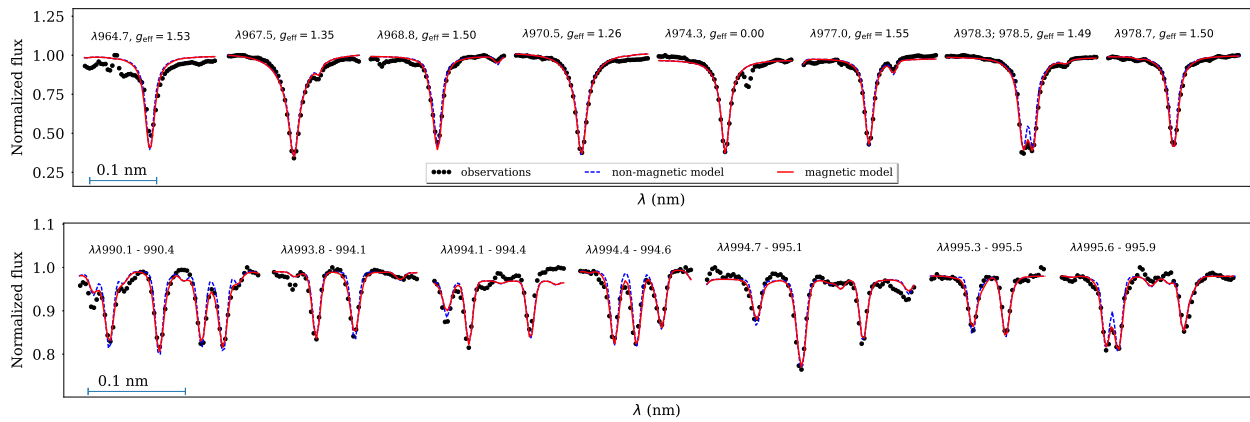 1.25
1.00
0.75
0.50
0.25
Normalized flux
λ964.7, g_eff = 1.53
λ967.5, g_eff = 1.35
λ968.8, g_eff = 1.50
λ970.5, g_eff = 1.26
λ974.3, g_eff = 0.00
λ977.0, g_eff = 1.55
λ978.3; 978.5, g_eff = 1.49
λ978.7, g_eff = 1.50
0.1 nm
observations
non-magnetic model
magnetic model
λ (nm)
1.1
1.0
0.9
0.8
Normalized flux
λλ990.1 - 990.4
λλ993.8 - 994.1
λλ994.1 - 994.4
λλ994.4 - 994.6
λλ994.7 - 995.1
λλ995.3 - 995.5
λλ995.6 - 995.9
0.1 nm
λ (nm)